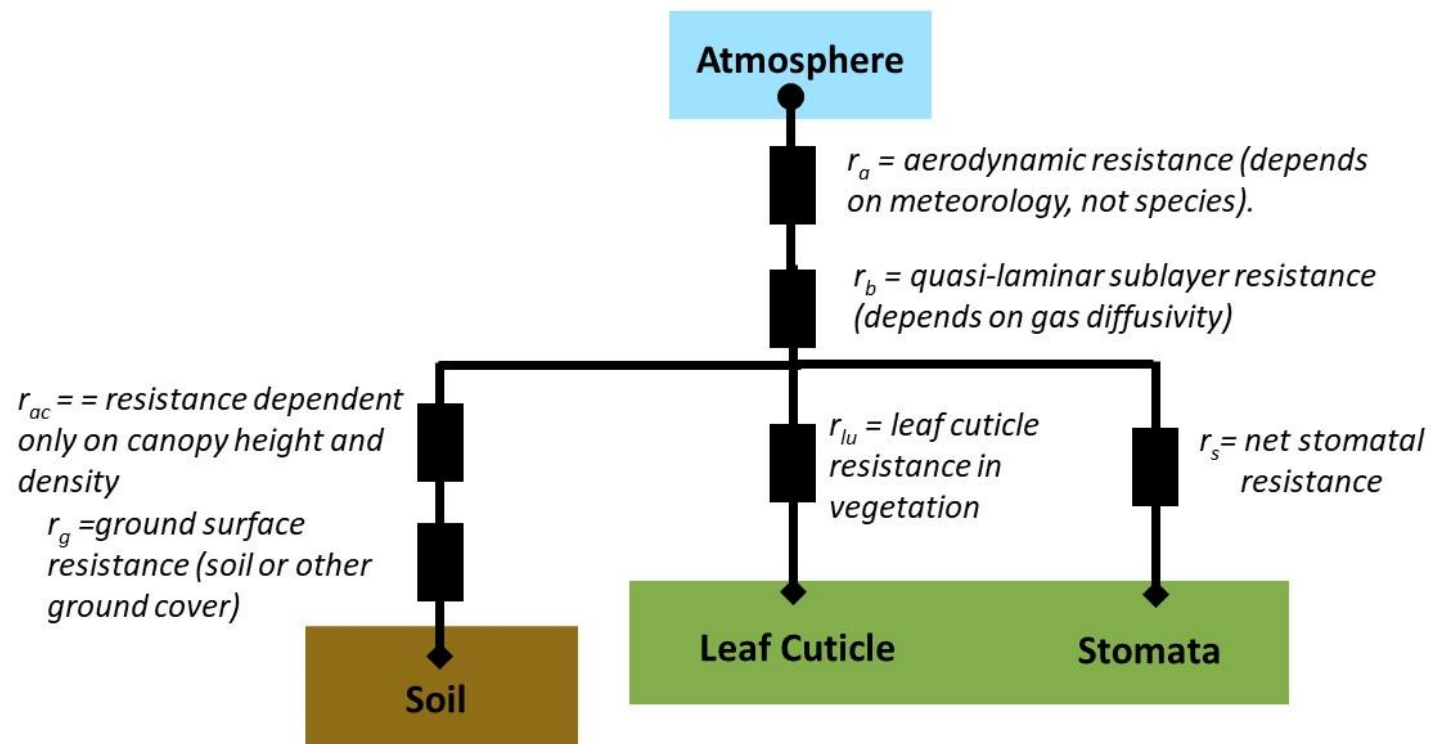 Atmosphere
r_a = aerodynamic resistance (depends
on meteorology, not species).
r_b = quasi-laminar sublayer resistance
(depends on gas diffusivity)
r_ac = = resistance dependent
only on canopy height and
density
r_g =ground surface
resistance (soil or other
ground cover)
r_lu = leaf cuticle
resistance in
vegetation
r_s= net stomatal
resistance
Soil
Leaf Cuticle
Stomata